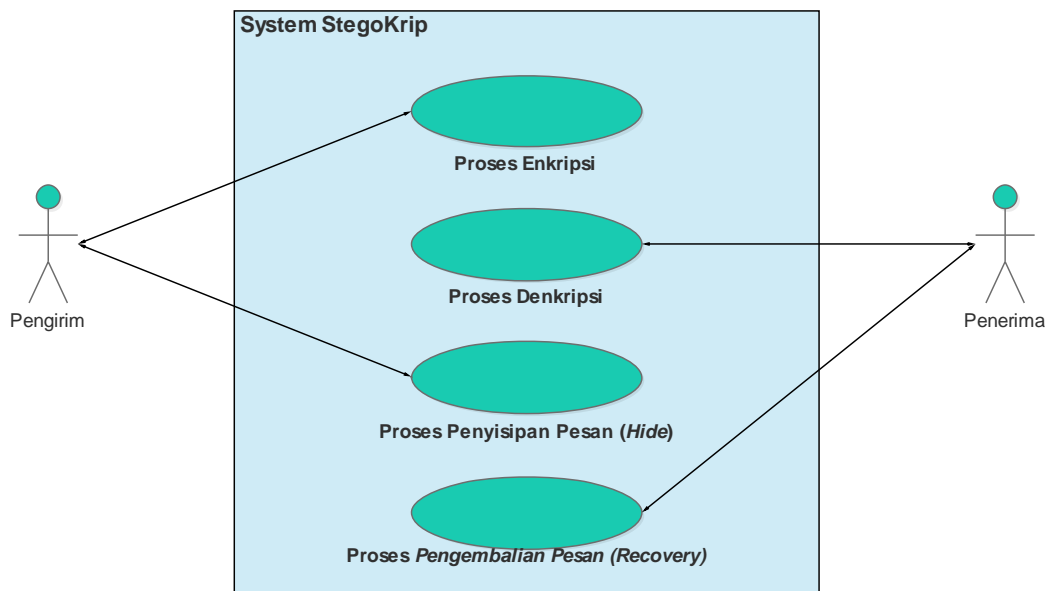 System StegoKrip
Proses Enkripsi
Proses Denkripsi
Pengirim
Penerima
Proses Penyisipan Pesan (Hide)
Proses Pengembalian Pesan (Recovery)